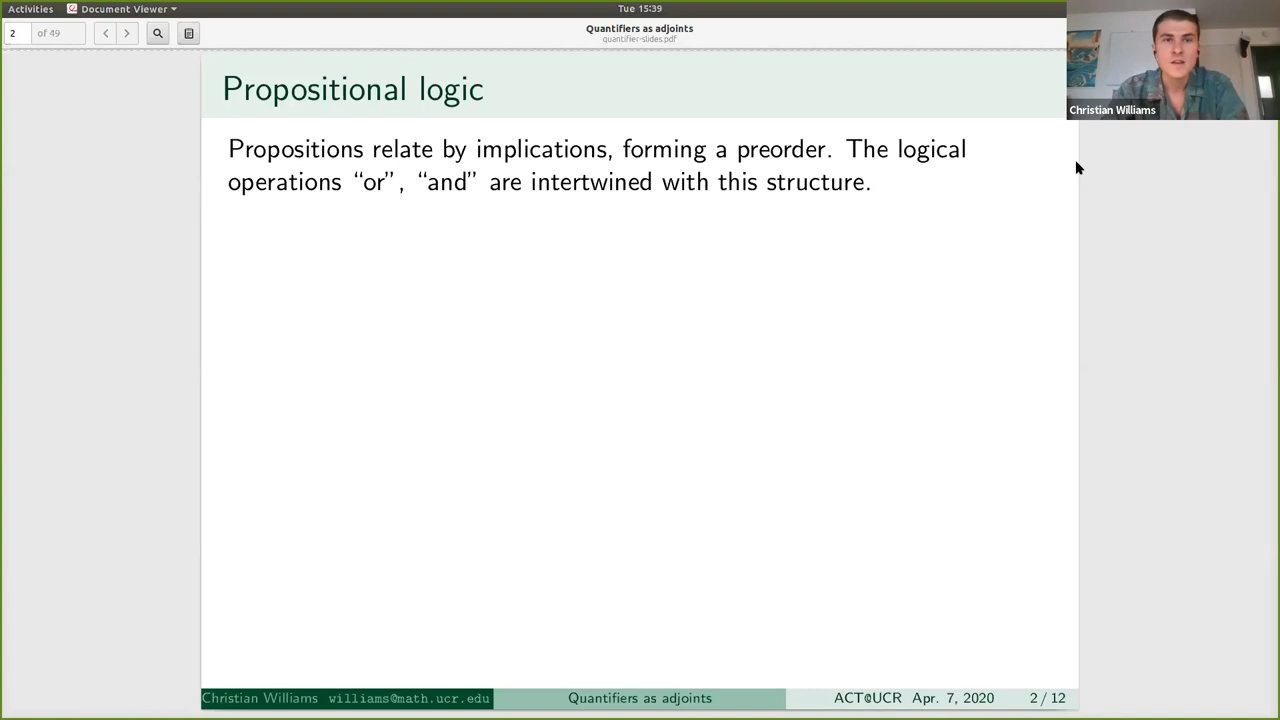 Activities Document Viewer Tue 15:39
2 of 49 Quantifiers as adjoints
quantifier-slides.pdf
Christian Williams
Propositional logic
Propositions relate by implications, forming a preorder. The logical
operations “or”, “and” are intertwined with this structure.
Christian Williams williams@math.ucr.edu Quantifiers as adjoints ACT@UCR Apr. 7, 2020 2 / 12